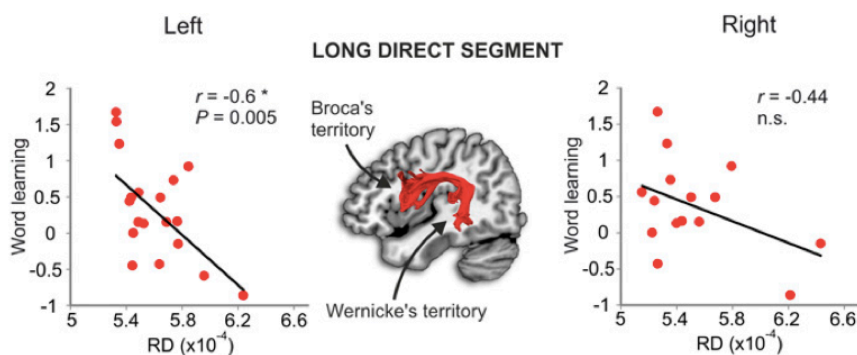 Left
Right
LONG DIRECT SEGMENT
Word learning
2
1.5
1
0.5
0
-0.5
-1
r = -0.6 *
P = 0.005
5
5.4
5.8
6.2
6.6
RD (x10⁻⁴)
Broca's
territory
Wernicke's territory
Word learning
2
1.5
1
0.5
0
-0.5
-1
r = -0.44
n.s.
5
5.4
5.8
6.2
6.6
RD (x10⁻⁴)